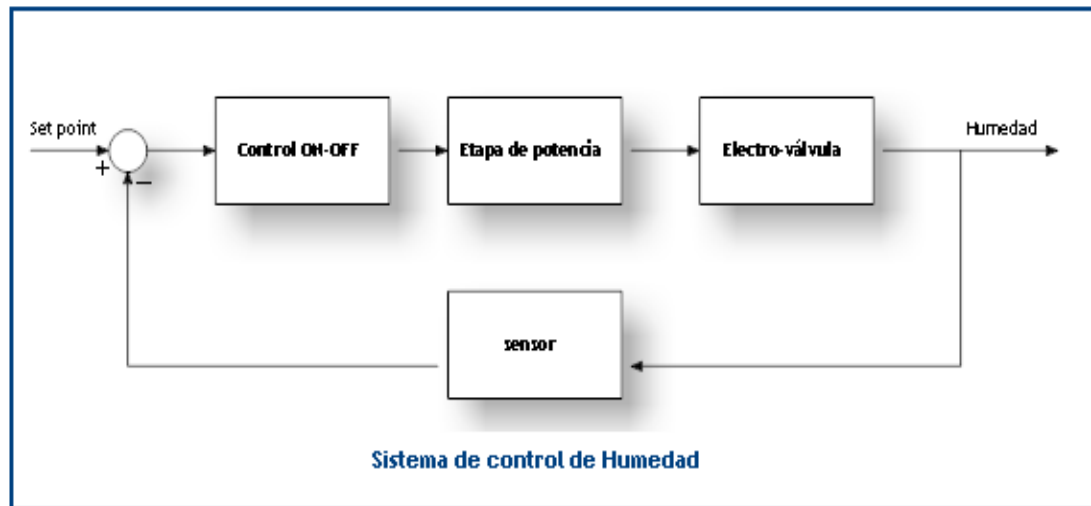 Set point
+
−
Control ON-OFF
Etapa de potencia
Electro-válvula
Humedad
sensor
Sistema de control de Humedad